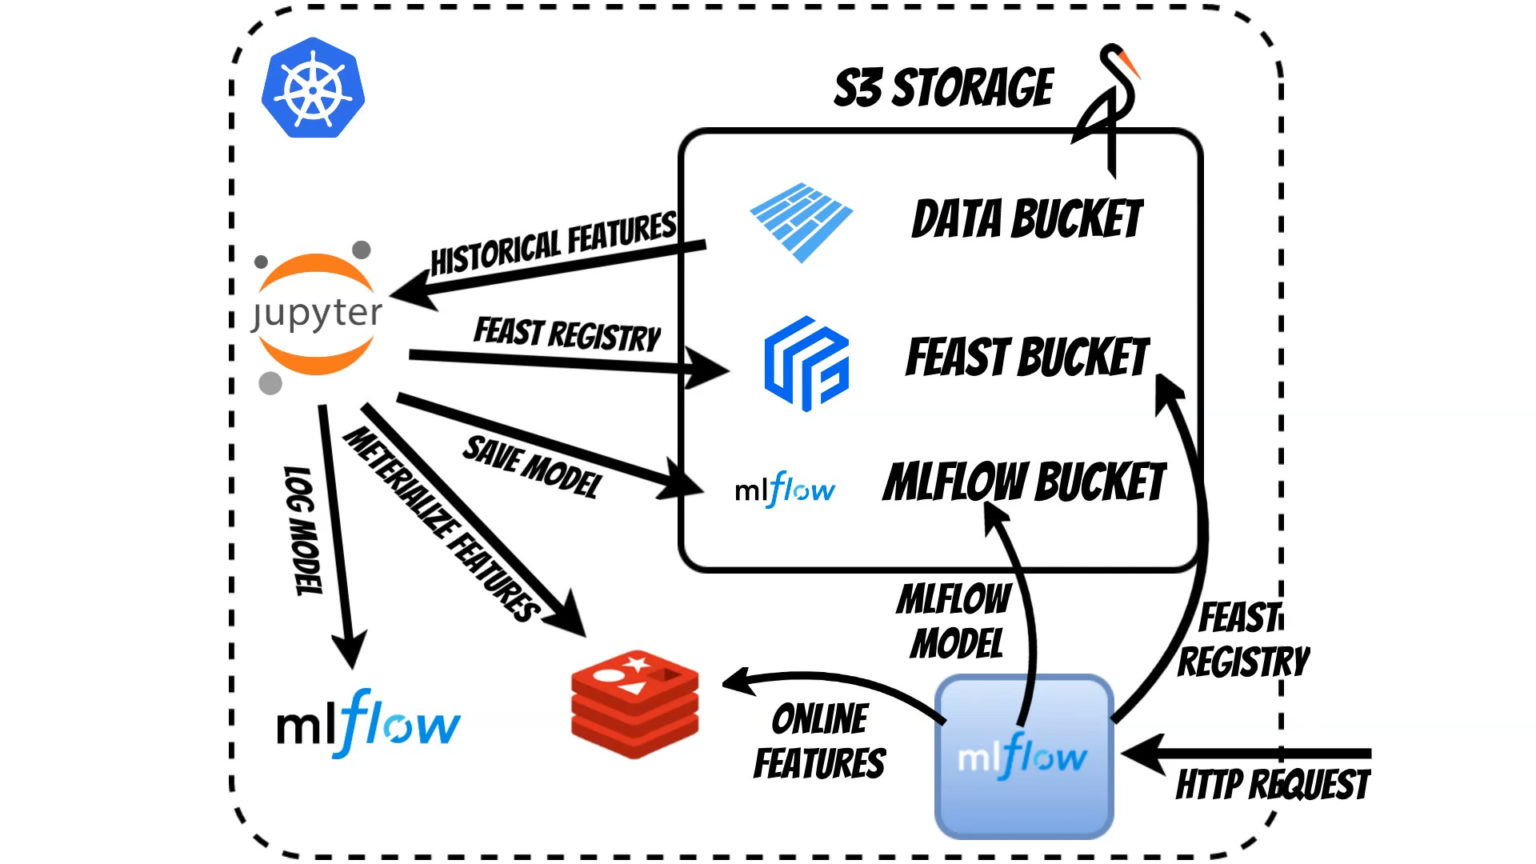 S3 STORAGE
DATA BUCKET
HISTORICAL FEATURES
jupyter
FEAST REGISTRY
FEAST BUCKET
SAVE MODEL
mlflow
MLFLOW BUCKET
METERIALIZE FEATURES
LOG MODEL
MLFLOW
MODEL
FEAST
REGISTRY
mlflow
ONLINE
FEATURES
mlflow
HTTP REQUEST